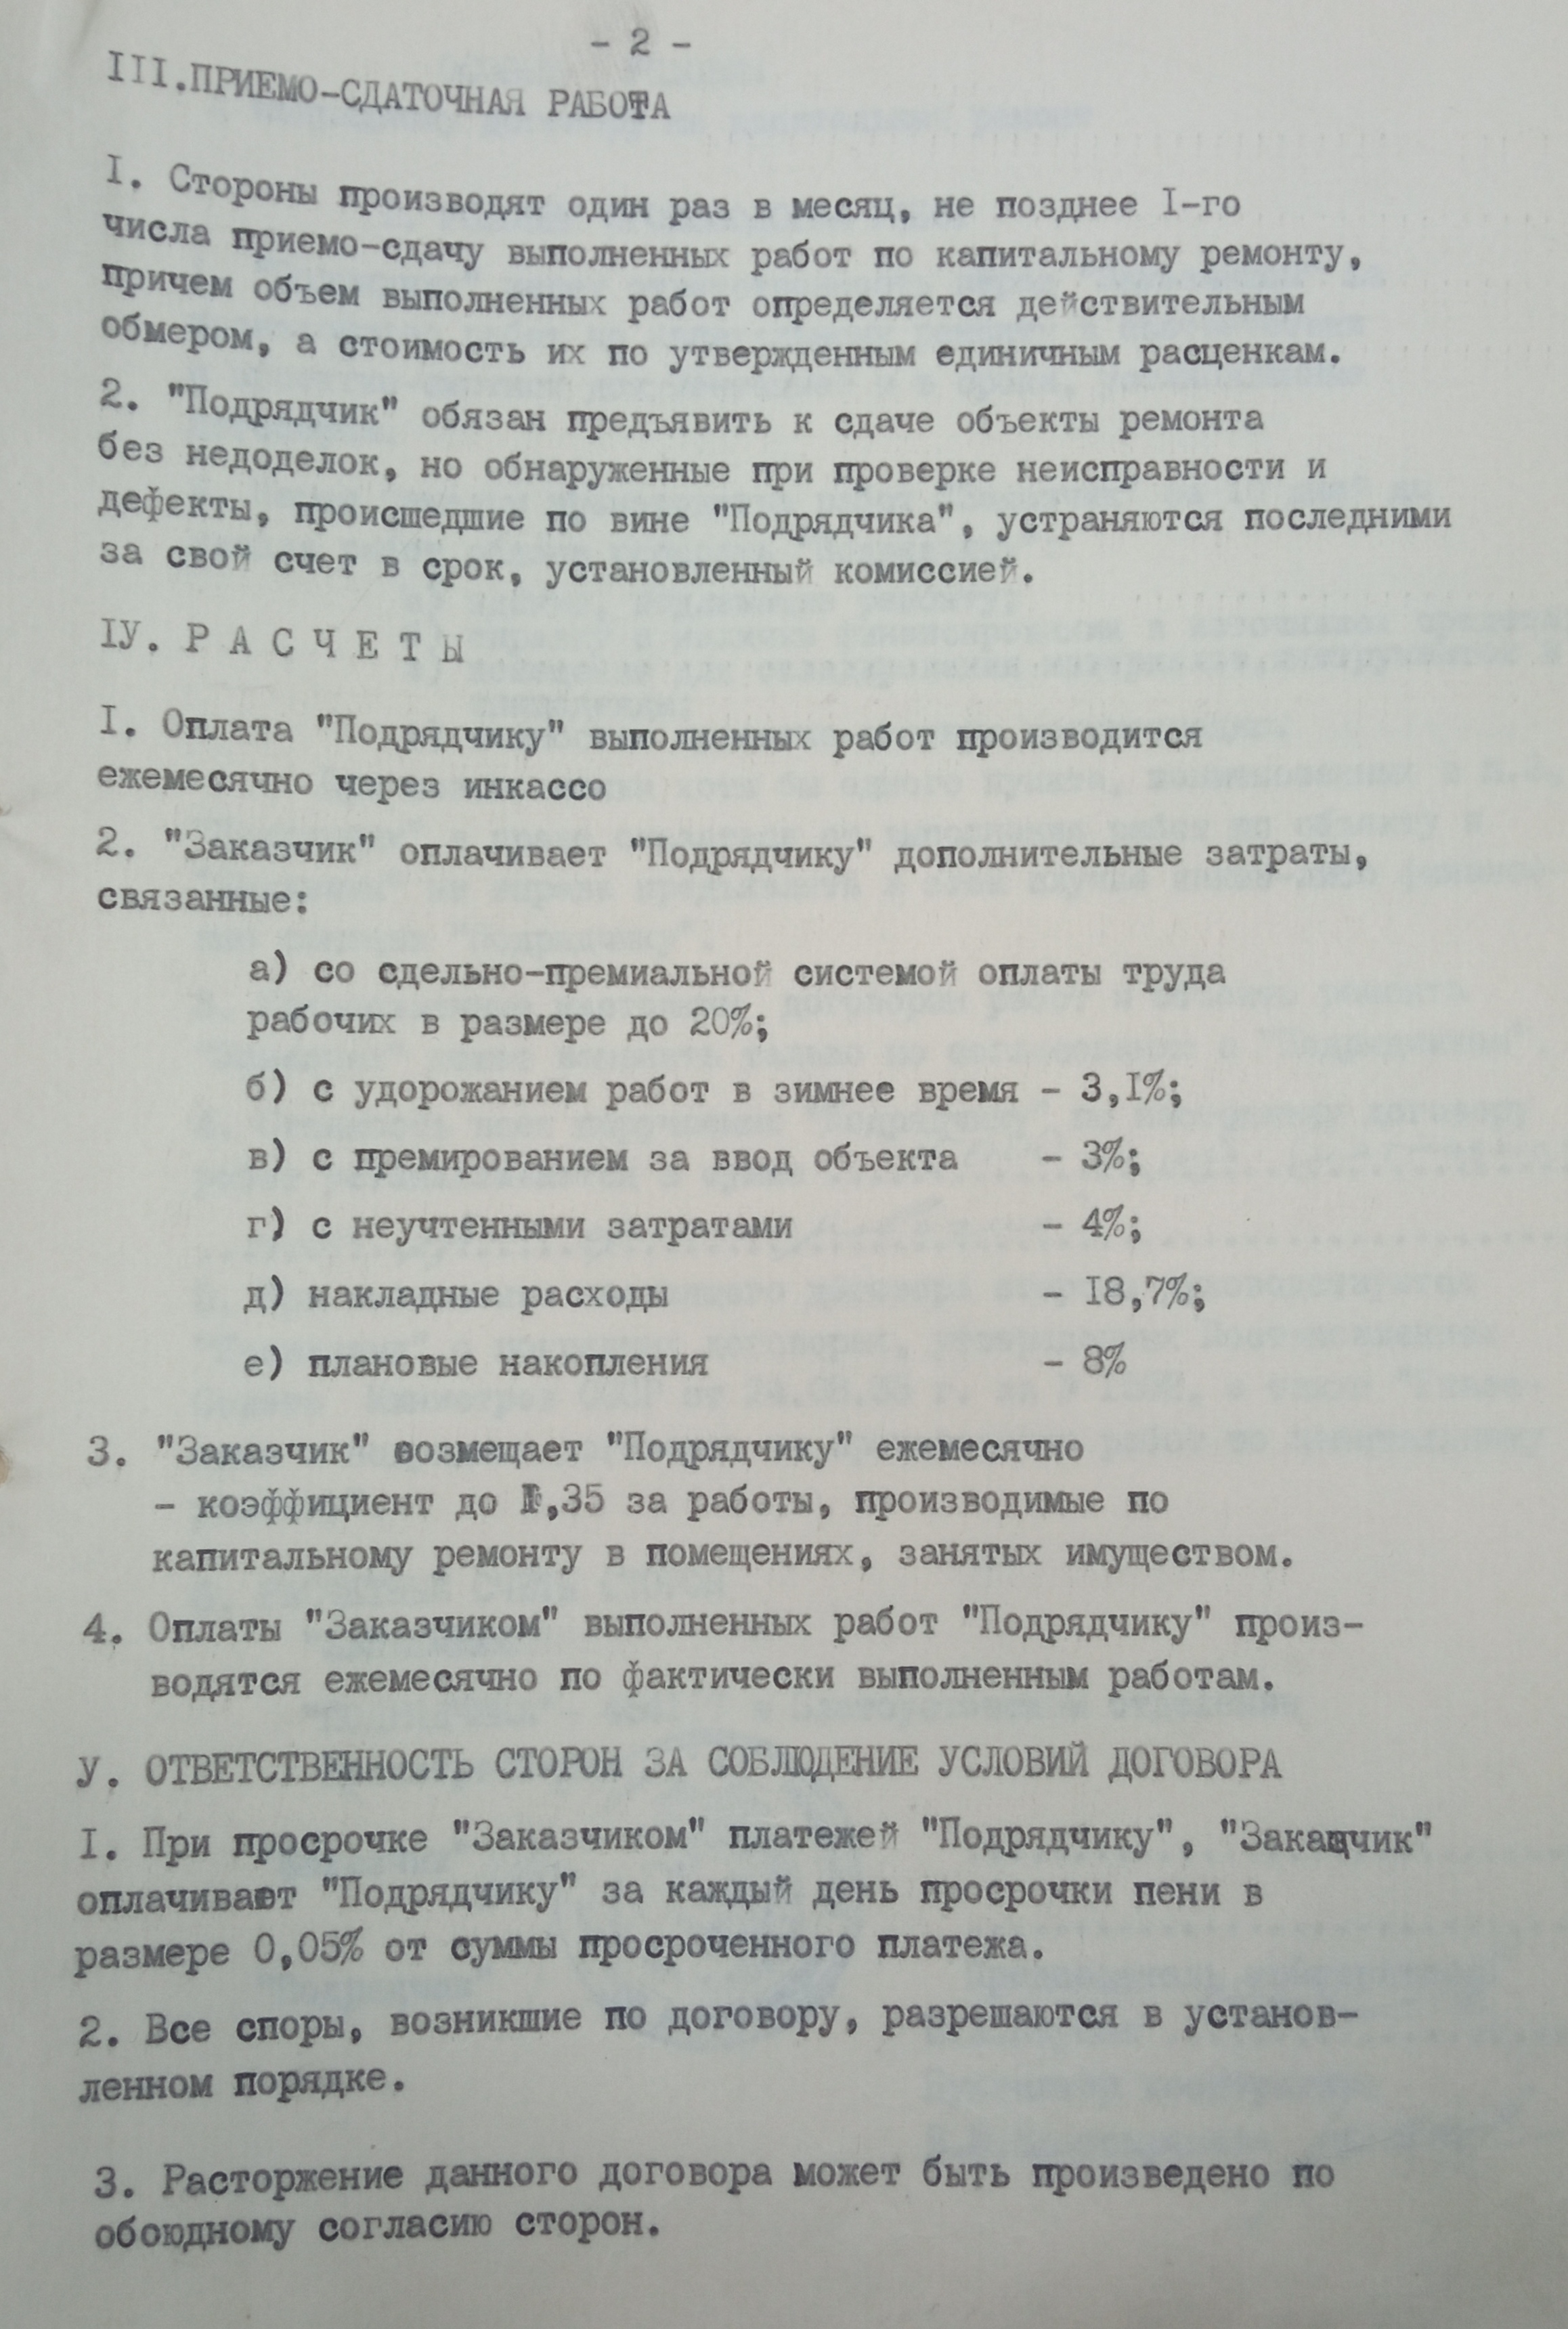 - 2 -
III.ПРИЕМО-СДАТОЧНАЯ РАБОТА
I. Стороны производят один раз в месяц, не позднее I-го
числа приемо-сдачу выполненных работ по капитальному ремонту,
причем объем выполненных работ определяется действительным
обмером, а стоимость их по утвержденным единичным расценкам.
2. "Подрядчик" обязан предъявить к сдаче объекты ремонта
без недоделок, но обнаруженные при проверке неисправности и
дефекты, происшедшие по вине "Подрядчика", устраняются последними
за свой счет в срок, установленный комиссией.
IУ. Р А С Ч Е Т Ы
I. Оплата "Подрядчику" выполненных работ производится
ежемесячно через инкассо
2. "Заказчик" оплачивает "Подрядчику" дополнительные затраты,
связанные:
а) со сдельно-премиальной системой оплаты труда
рабочих в размере до 20%;
б) с удорожанием работ в зимнее время - 3,I%;
в) с премированием за ввод объекта - 3%;
г) с неучтенными затратами - 4%;
д) накладные расходы - I8,7%;
е) плановые накопления - 8%
3. "Заказчик" возмещает "Подрядчику" ежемесячно
- коэффициент до I,35 за работы, производимые по
капитальному ремонту в помещениях, занятых имуществом.
4. Оплаты "Заказчиком" выполненных работ "Подрядчику" произ-
водятся ежемесячно по фактически выполненным работам.
У. ОТВЕТСТВЕННОСТЬ СТОРОН ЗА СОБЛЮДЕНИЕ УСЛОВИЙ ДОГОВОРА
I. При просрочке "Заказчиком" платежей "Подрядчику", "Заказчик"
оплачивает "Подрядчику" за каждый день просрочки пени в
размере 0,05% от суммы просроченного платежа.
2. Все споры, возникшие по договору, разрешаются в установ-
ленном порядке.
3. Расторжение данного договора может быть произведено по
обоюдному согласию сторон.